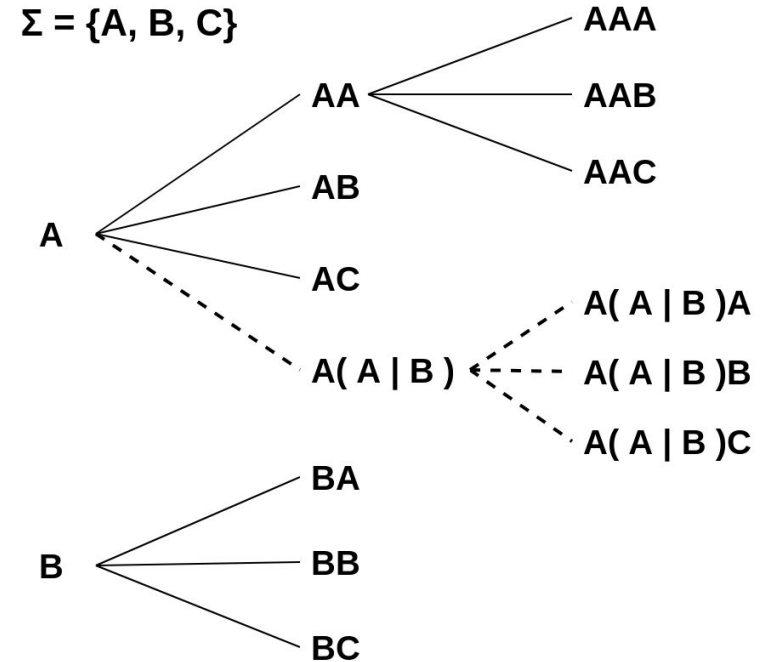 Σ = {A, B, C}
A
B
AA
AB
AC
A( A | B )
BA
BB
BC
AAA
AAB
AAC
A( A | B )A
A( A | B )B
A( A | B )C